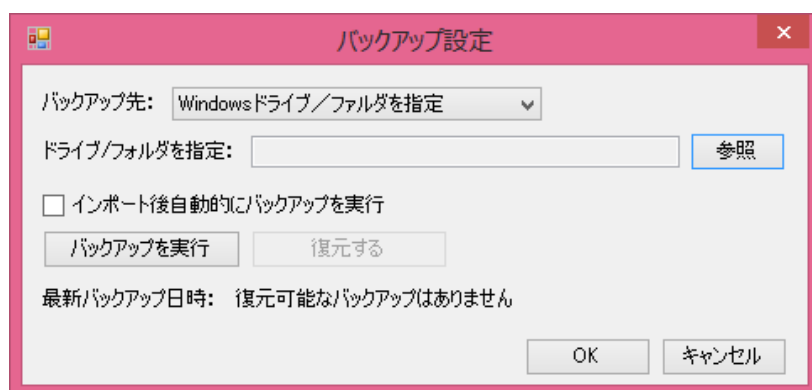 バックアップ設定
バックアップ先: Windowsドライブ/ファルダを指定
ドライブ/フォルダを指定: 参照
インポート後自動的にバックアップを実行
バックアップを実行 復元する
最新バックアップ日時: 復元可能なバックアップはありません
OK キャンセル